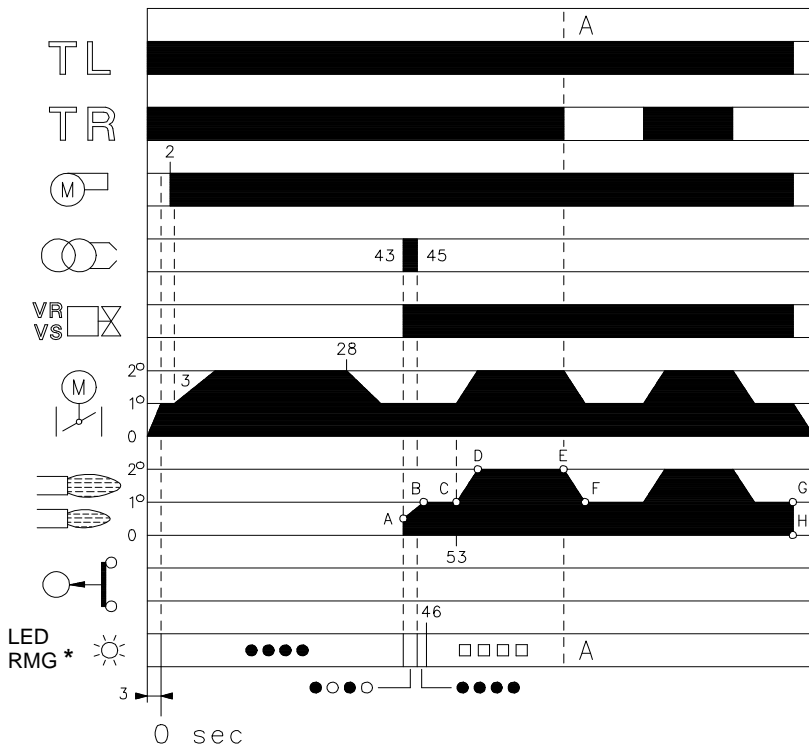 A
TL
TR
2
M
43 45
VR
VS
28
M
2° 3
1°
0
2° D E
B C F G
1°
A H
0
53
46
LED
RMG * A
3
0 sec